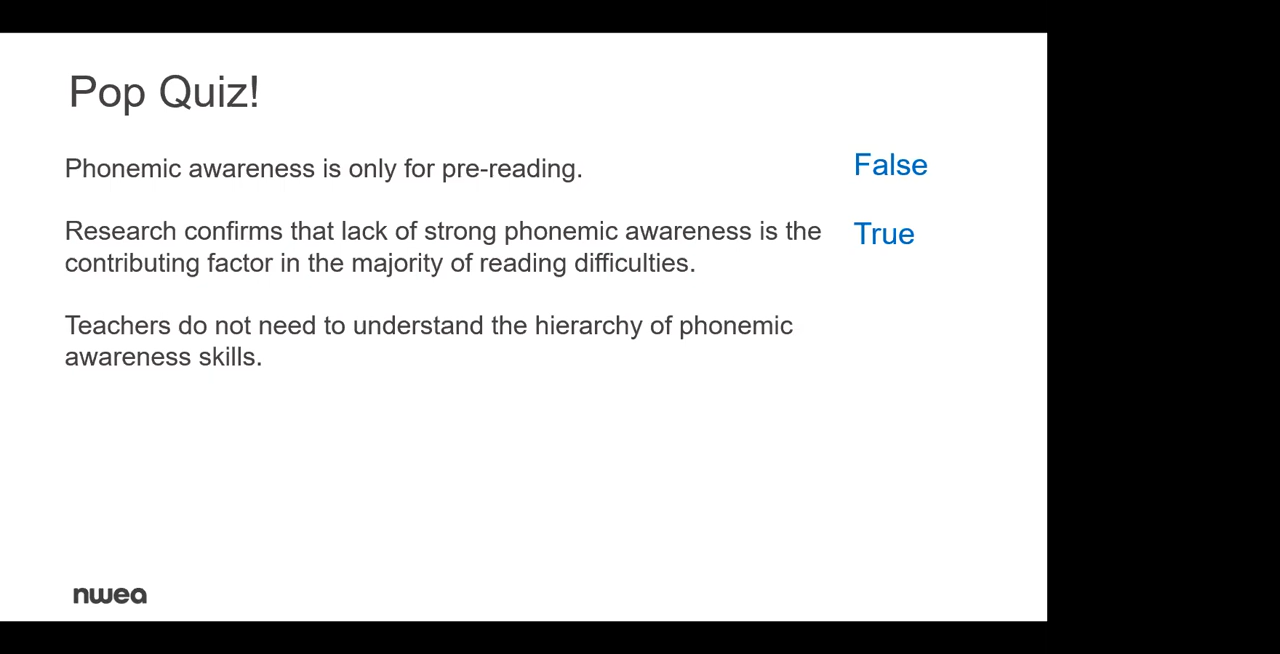 Pop Quiz!
Phonemic awareness is only for pre-reading.
False
Research confirms that lack of strong phonemic awareness is the
contributing factor in the majority of reading difficulties.
True
Teachers do not need to understand the hierarchy of phonemic
awareness skills.
nwea